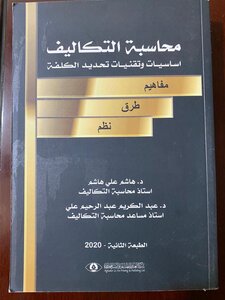 محاسبة التكاليف
اساسيات وتقنيات تحديد الكلفة
مفاهيم
طرق
نظم
د. هاشم علي هاشم
استاذ محاسبة التكاليف
د. عبد الكريم عبد الرحيم علي
استاذ مساعد محاسبة التكاليف
الطبعة الثانية - 2020